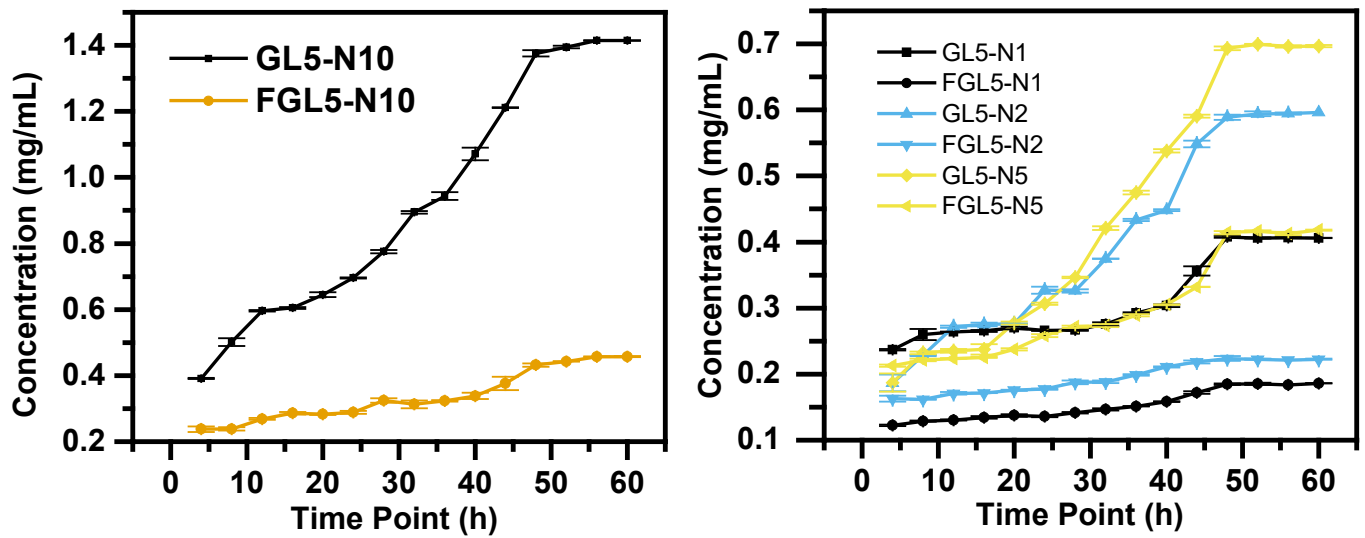 Concentration (mg/mL)
1.4
1.2
1.0
0.8
0.6
0.4
0.2
GL5-N10
FGL5-N10
0 10 20 30 40 50 60
Time Point (h)
Concentration (mg/mL)
0.7
0.6
0.5
0.4
0.3
0.2
0.1
GL5-N1
FGL5-N1
GL5-N2
FGL5-N2
GL5-N5
FGL5-N5
0 10 20 30 40 50 60
Time Point (h)